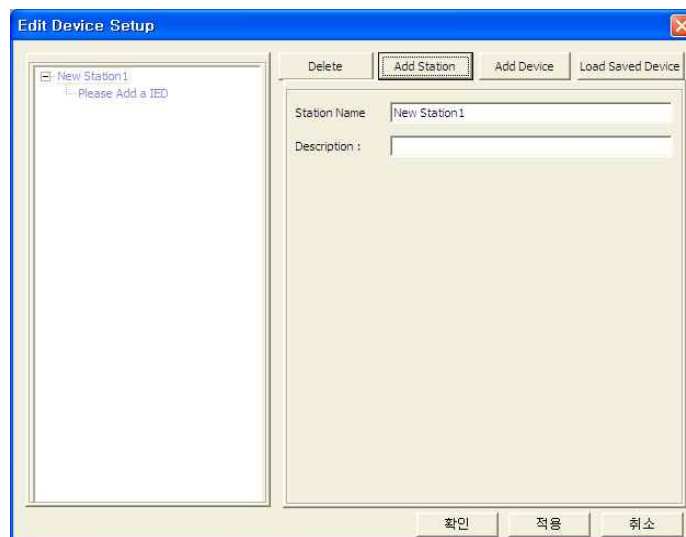 Edit Device Setup
New Station1
Please Add a IED
Delete
Add Station
Add Device
Load Saved Device
Station Name
New Station1
Description :
확인
적용
취소